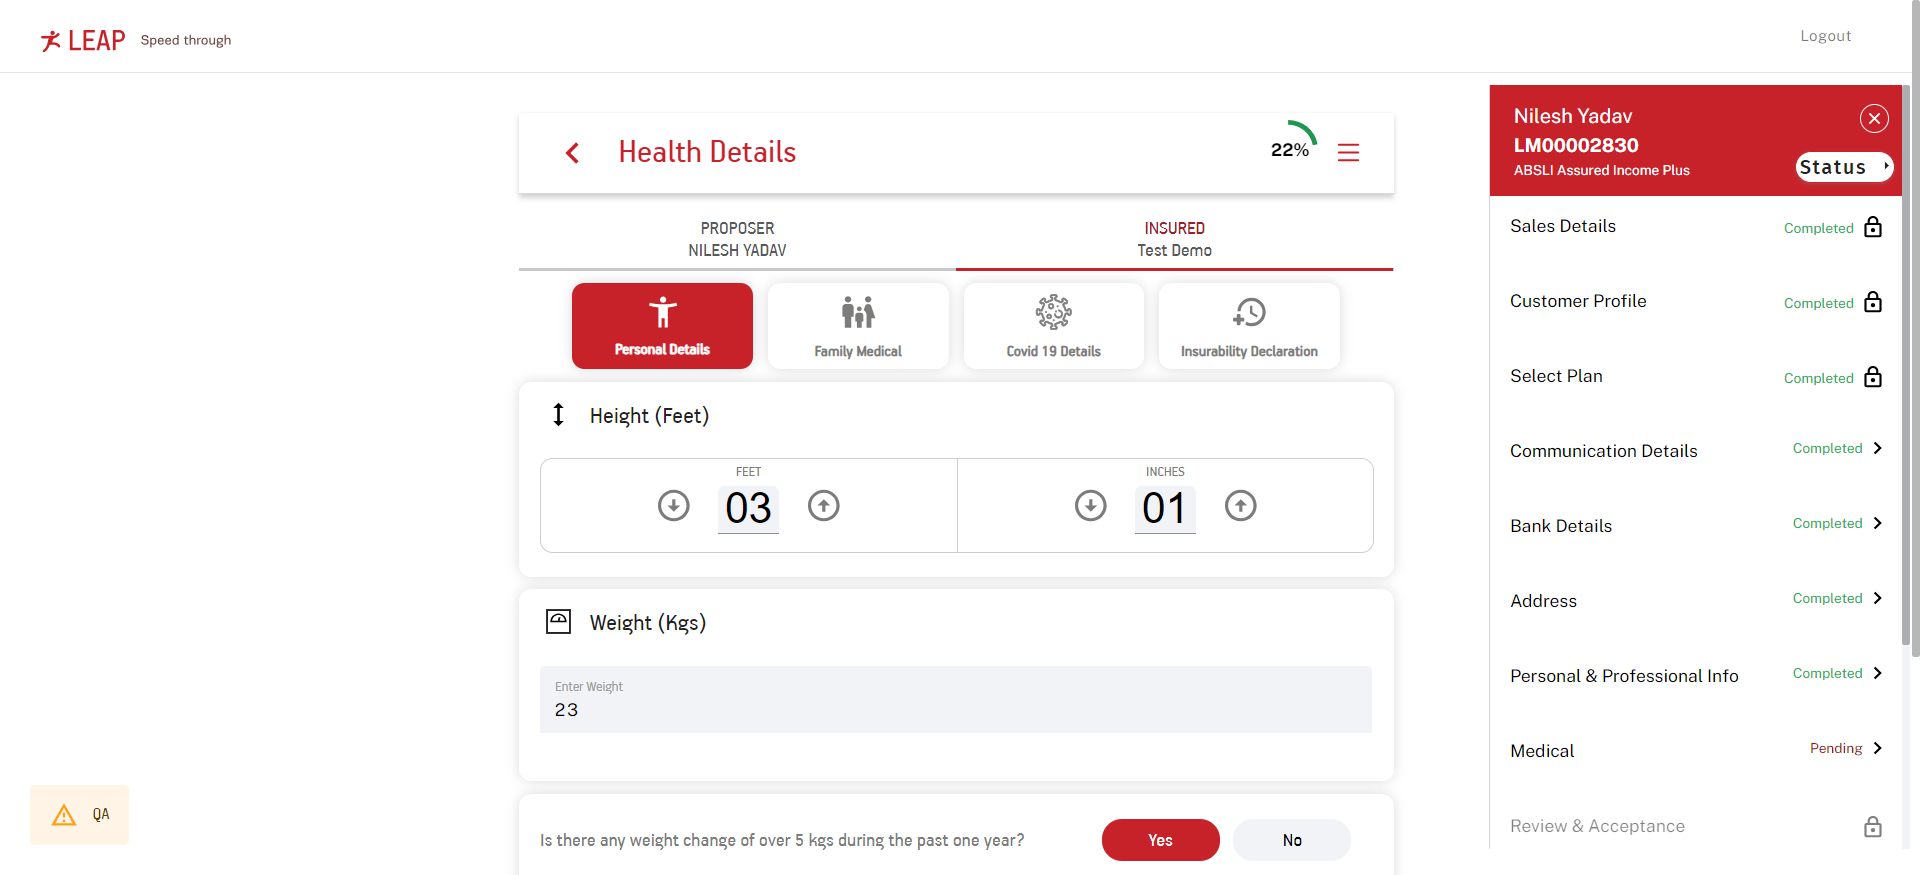 LEAP Speed through
Logout
Health Details
22%
PROPOSER
NILESH YADAV
INSURED
Test Demo
Personal Details
Family Medical
Covid 19 Details
Insurability Declaration
Height (Feet)
FEET
03
INCHES
01
Weight (Kgs)
Enter Weight
23
Is there any weight change of over 5 kgs during the past one year?
Yes
No
QA
Nilesh Yadav
LM00002830
ABSLI Assured Income Plus
Status
Sales Details Completed
Customer Profile Completed
Select Plan Completed
Communication Details Completed
Bank Details Completed
Address Completed
Personal & Professional Info Completed
Medical Pending
Review & Acceptance